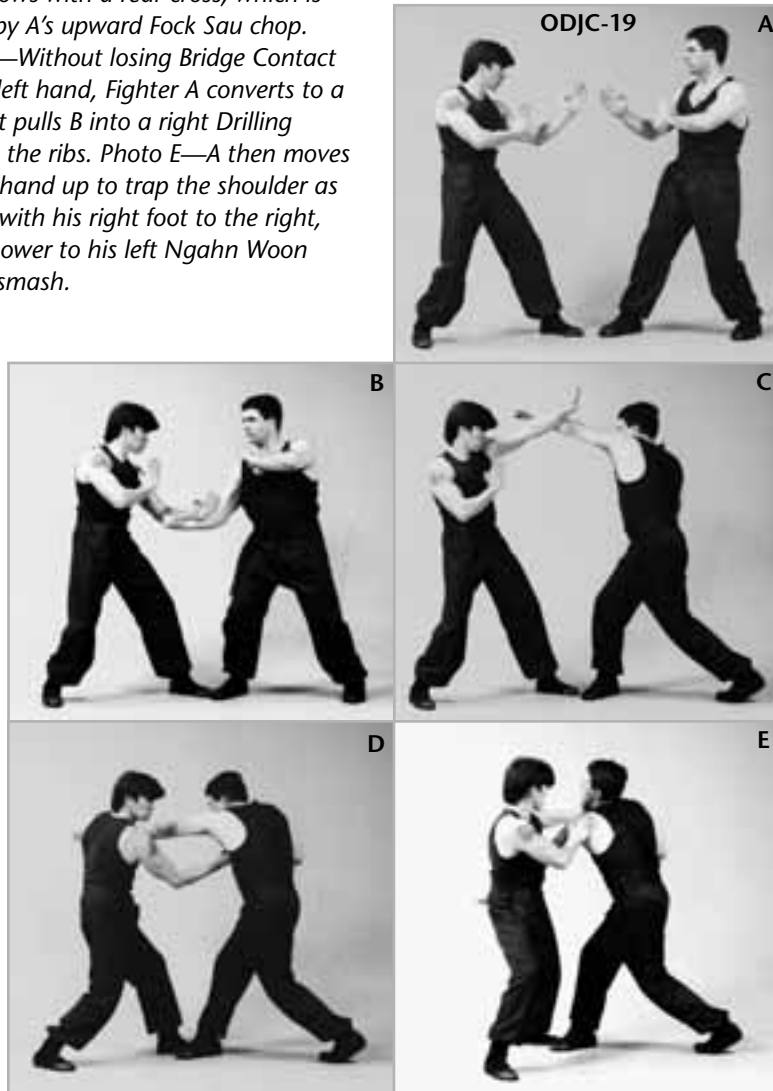 ows with a rear cross, which is
by A's upward Fock Sau chop.
—Without losing Bridge Contact
left hand, Fighter A converts to a
t pulls B into a right Drilling
the ribs. Photo E—A then moves
hand up to trap the shoulder as
with his right foot to the right,
ower to his left Ngahn Woon
smash.
ODJC-19
A
B
C
D
E